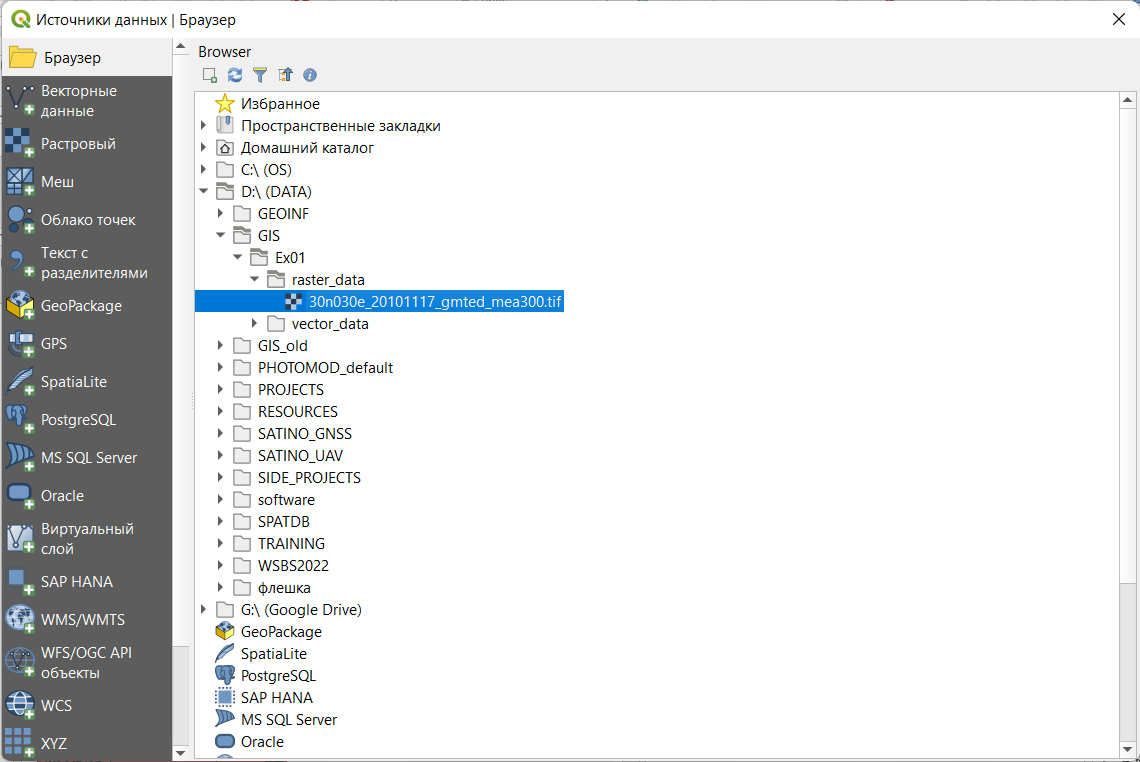 Источники данных | Браузер
Браузер
Векторные
данные
Растровый
Меш
Облако точек
Текст с
разделителями
GeoPackage
GPS
SpatiaLite
PostgreSQL
MS SQL Server
Oracle
Виртуальный
слой
SAP HANA
WMS/WMTS
WFS/OGC API
объекты
WCS
XYZ
Browser
Избранное
Пространственные закладки
Домашний каталог
C:\ (OS)
D:\ (DATA)
GEOINF
GIS
Ex01
raster_data
30n030e_20101117_gmted_mea300.tif
vector_data
GIS_old
PHOTOMOD_default
PROJECTS
RESOURCES
SATINO_GNSS
SATINO_UAV
SIDE_PROJECTS
software
SPATDB
TRAINING
WSBS2022
флешка
G:\ (Google Drive)
GeoPackage
SpatiaLite
PostgreSQL
SAP HANA
MS SQL Server
Oracle